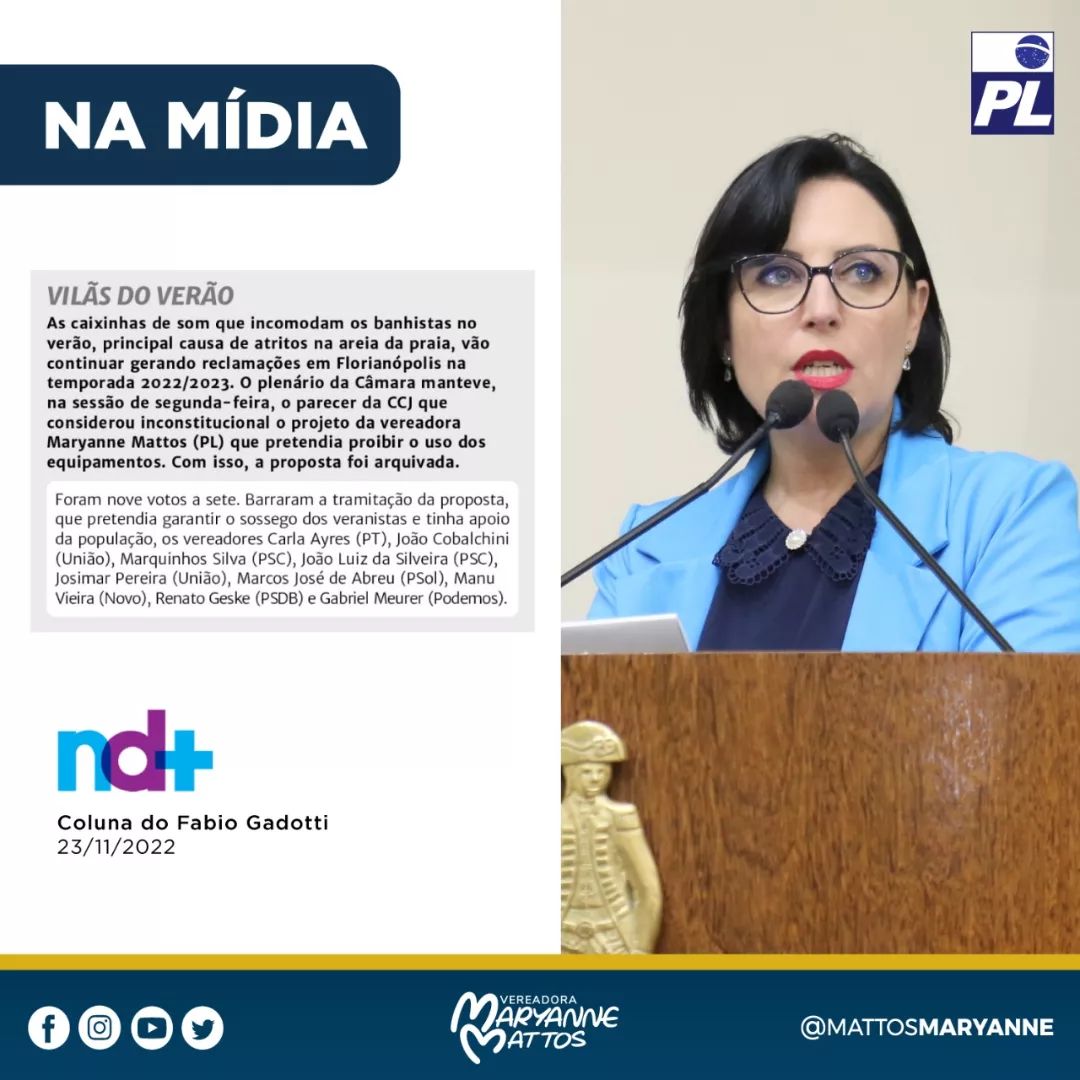 NA MÍDIA
PL
VILÃS DO VERÃO
As caixinhas de som que incomodam os banhistas no
verão, principal causa de atritos na areia da praia, vão
continuar gerando reclamações em Florianópolis na
temporada 2022/2023. O plenário da Câmara manteve,
na sessão de segunda-feira, o parecer da CCJ que
considerou inconstitucional o projeto da vereadora
Maryanne Mattos (PL) que pretendia proibir o uso dos
equipamentos. Com isso, a proposta foi arquivada.
Foram nove votos a sete. Barraram a tramitação da proposta,
que pretendia garantir o sossego dos veranistas e tinha apoio
da população, os vereadores Carla Ayres (PT), João Cobalchini
(União), Marquinhos Silva (PSC), João Luiz da Silveira (PSC),
Josimar Pereira (União), Marcos José de Abreu (PSol), Manu
Vieira (Novo), Renato Geske (PSDB) e Gabriel Meurer (Podemos).
nd+
Coluna do Fabio Gadotti
23/11/2022
VEREADORA
MARYANNE
MATTOS
@MATTOSMARYANNE